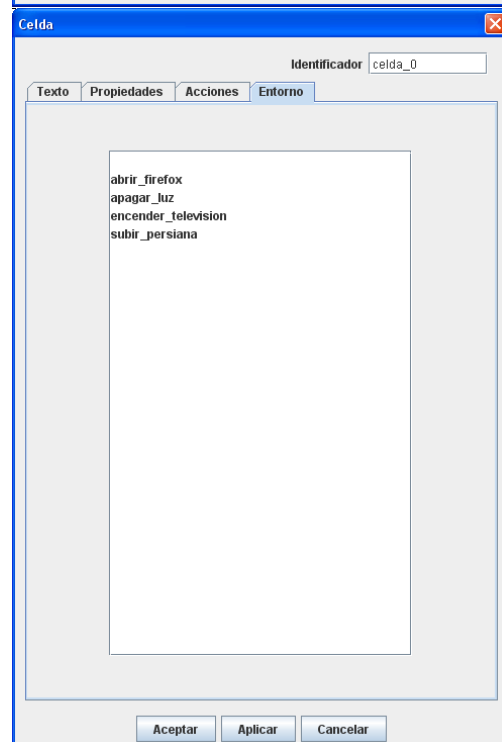 Celda
Identificador celda_0
Texto Propiedades Acciones Entorno
abrir_firefox
apagar_luz
encender_television
subir_persiana
Aceptar Aplicar Cancelar